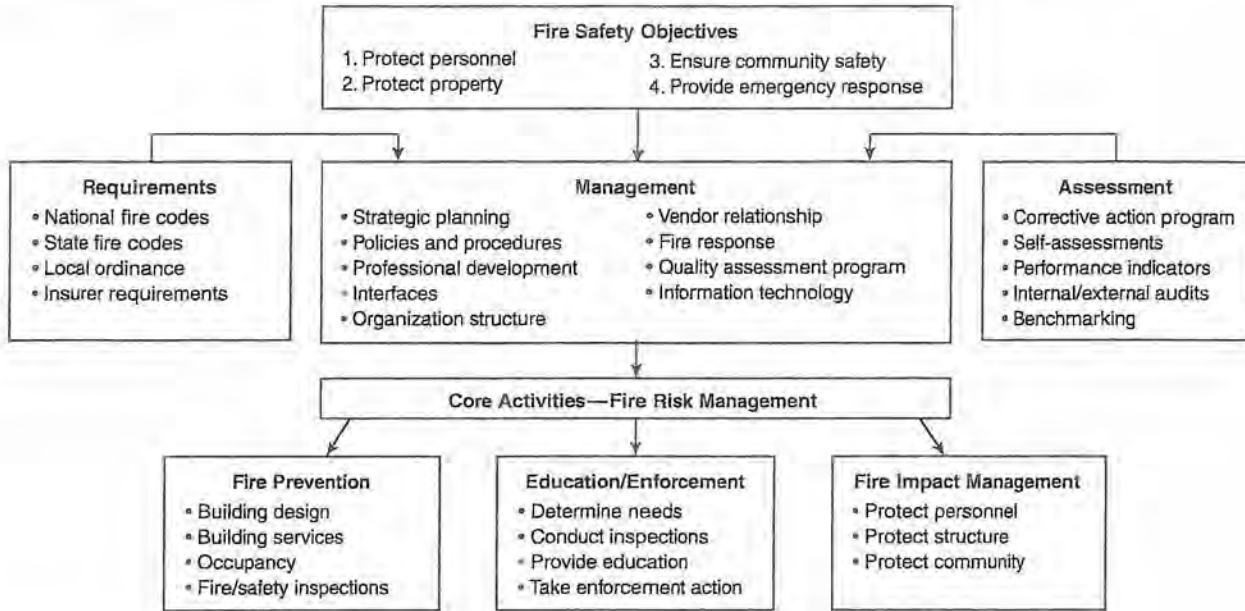 Fire Safety Objectives
1. Protect personnel
2. Protect property
3. Ensure community safety
4. Provide emergency response
Requirements
• National fire codes
• State fire codes
• Local ordinance
• Insurer requirements
Management
• Strategic planning
• Policies and procedures
• Professional development
• Interfaces
• Organization structure
• Vendor relationship
• Fire response
• Quality assessment program
• Information technology
Assessment
• Corrective action program
• Self-assessments
• Performance indicators
• Internal/external audits
• Benchmarking
Core Activities—Fire Risk Management
Fire Prevention
• Building design
• Building services
• Occupancy
• Fire/safety inspections
Education/Enforcement
• Determine needs
• Conduct inspections
• Provide education
• Take enforcement action
Fire Impact Management
• Protect personnel
• Protect structure
• Protect community